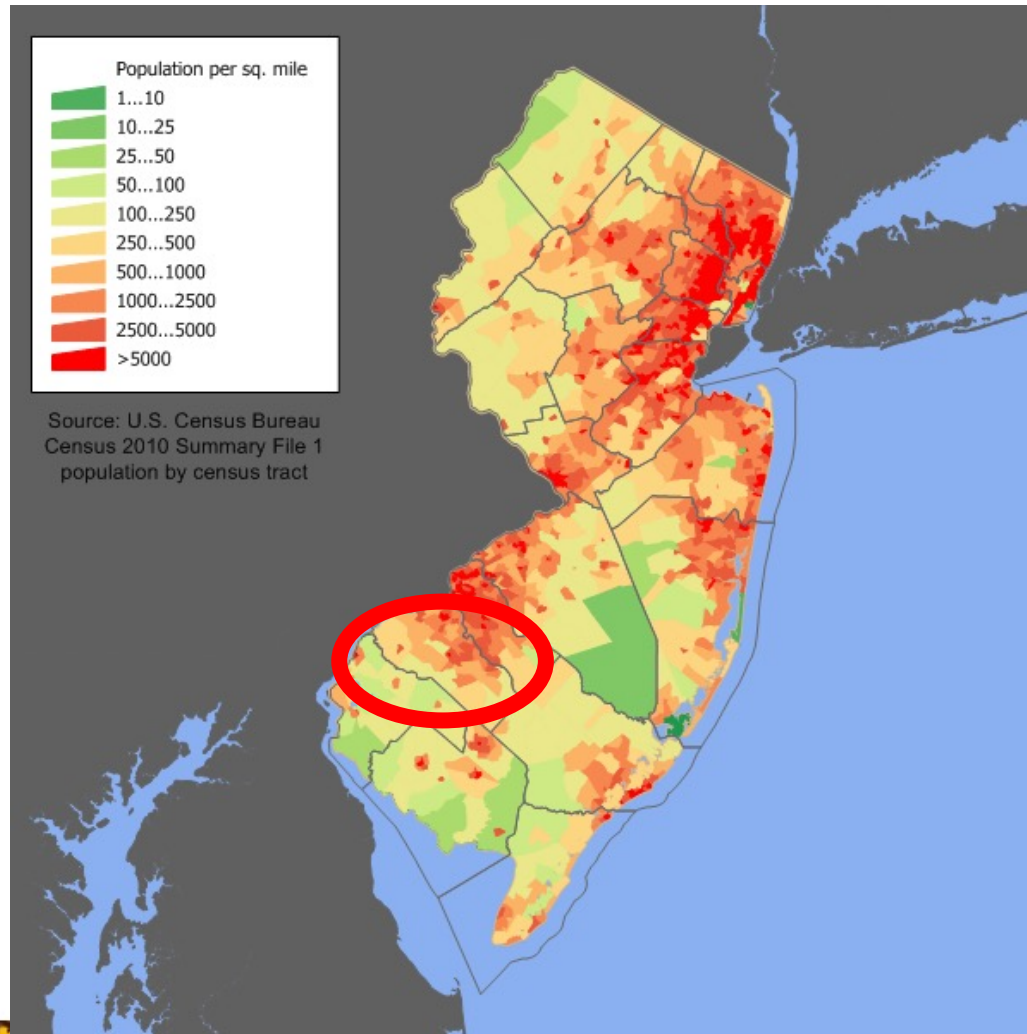 Population per sq. mile
1...10
10...25
25...50
50...100
100...250
250...500
500...1000
1000...2500
2500...5000
>5000
Source: U.S. Census Bureau
Census 2010 Summary File 1
population by census tract